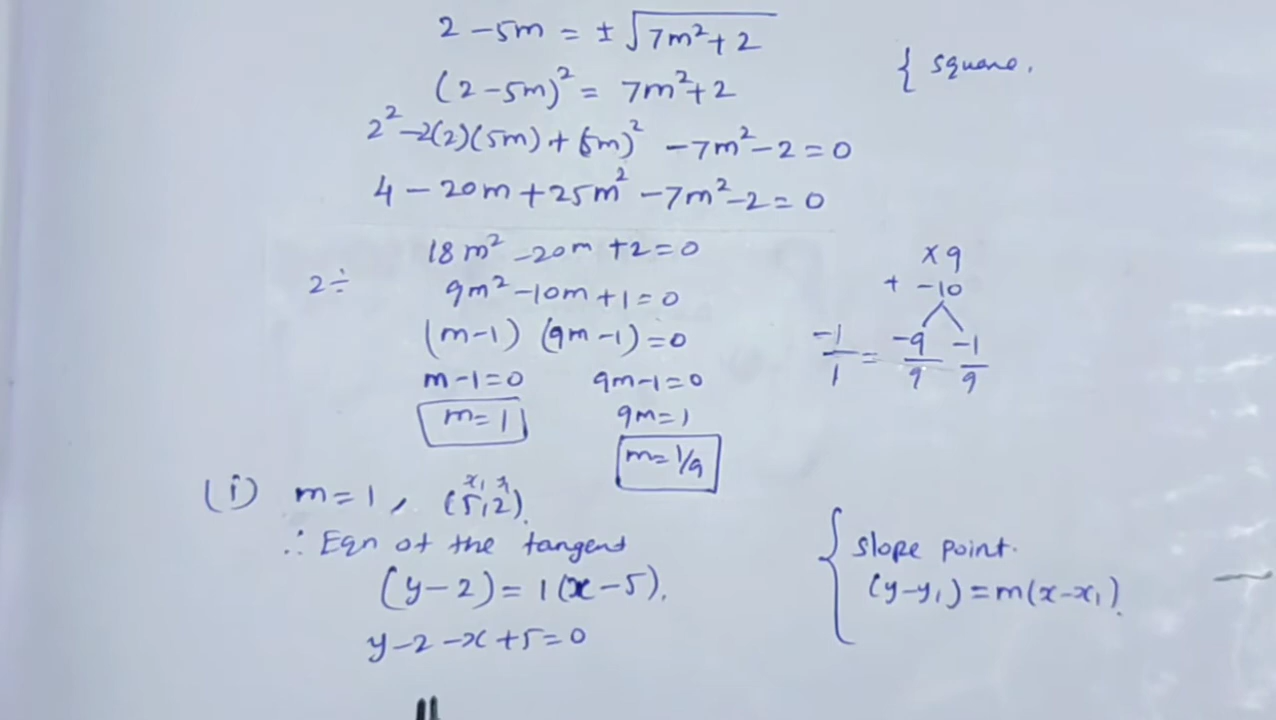 2 - 5m = ± √(7m² + 2)
{ square.
(2 - 5m)² = 7m² + 2
2² - 2(2)(5m) + (5m)² - 7m² - 2 = 0
4 - 20m + 25m² - 7m² - 2 = 0
18m² - 20m + 2 = 0
2÷ 9m² - 10m + 1 = 0
(m - 1) (9m - 1) = 0
m - 1 = 0 9m - 1 = 0
m = 1 9m = 1
m = 1/9
× 9
+ -10
-1/1 = -9/9 -1/9
(i) m = 1, (5, 2).
x₁ y₁
∴ Eqn of the tangent
(y - 2) = 1(x - 5).
y - 2 - x + 5 = 0
{ slope point.
(y - y₁) = m(x - x₁).